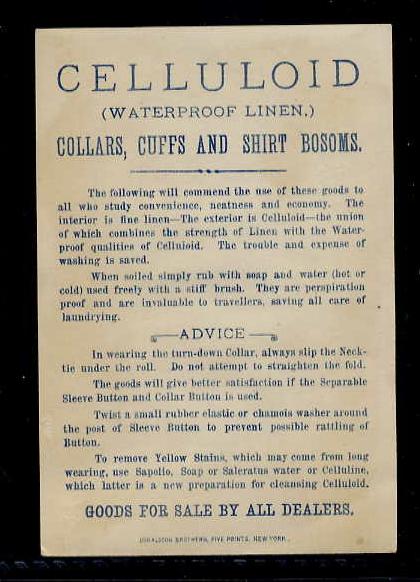 CELLULOID
(WATERPROOF LINEN,)
COLLARS, CUFFS AND SHIRT BOSOMS.
The following will commend the use of these goods to
all who study convenience, neatness and economy. The
interior is fine linen—The exterior is Celluloid—the union
of which combines the strength of Linen with the Water-
proof qualities of Celluloid. The trouble and expense of
washing is saved.
When soiled simply rub with soap and water (hot or
cold) used freely with a stiff brush. They are perspiration
proof and are invaluable to travellers, saving all care of
laundrying.
ADVICE
In wearing the turn-down Collar, always slip the Neck-
tie under the roll. Do not attempt to straighten the fold.
The goods will give better satisfaction if the Separable
Sleeve Button and Collar Button is used.
Twist a small rubber elastic or chamois washer around
the post of Sleeve Button to prevent possible rattling of
Button.
To remove Yellow Stains, which may come from long
wearing, use Sapolio, Soap or Saleratus water or Celluline,
which latter is a new preparation for cleansing Celluloid.
GOODS FOR SALE BY ALL DEALERS.
DONALDSON BROTHERS, FIVE POINTS, NEW YORK.